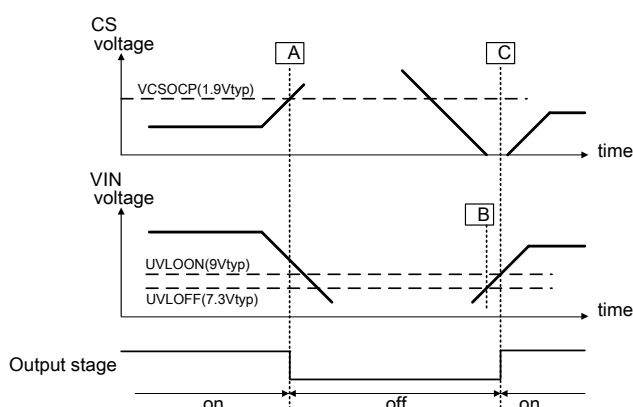 CS
voltage
A
C
VCSOCP(1.9Vtyp)
time
VIN
voltage
B
UVLOON(9Vtyp)
UVLOFF(7.3Vtyp)
time
Output stage
on
off
on